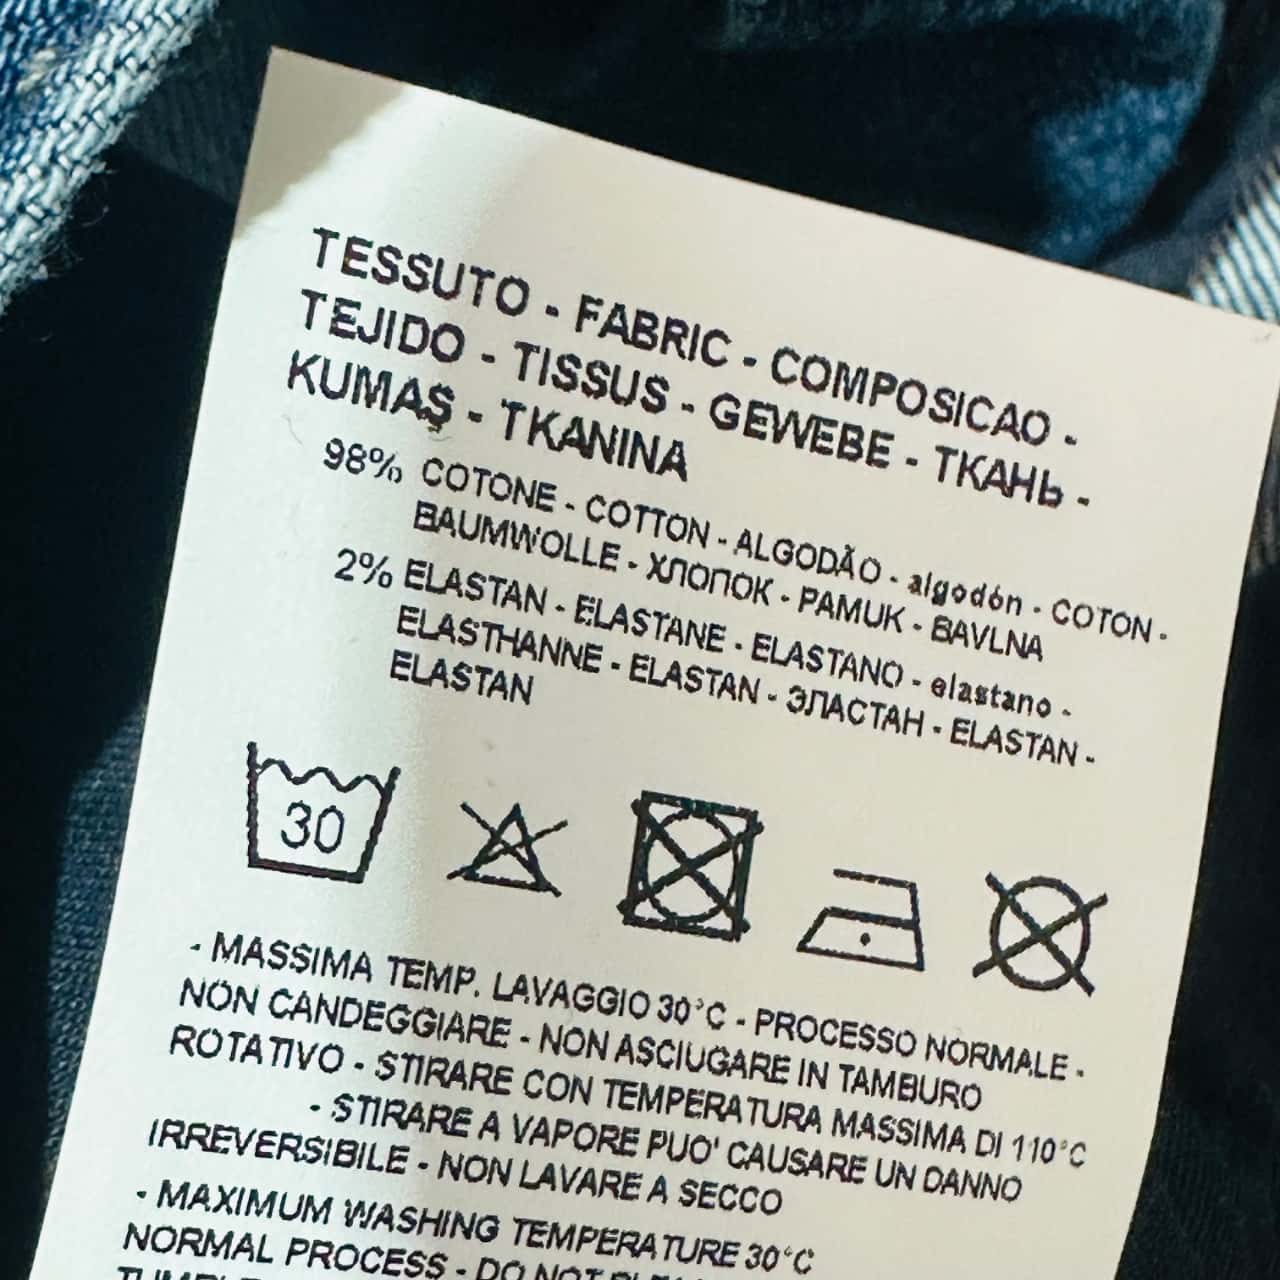 TESSUTO - FABRIC - COMPOSICAO -
TEJIDO - TISSUS - GEWEBE - ТКАНЬ -
KUMAŞ - TKANINA
98% COTONE - COTTON - ALGODÃO - algodón - COTON -
BAUMWOLLE - ХЛОПОК - PAMUK - BAVLNA
2% ELASTAN - ELASTANE - ELASTANO - elastano -
ELASTHANNE - ELASTAN - ЭЛАСТАН - ELASTAN -
ELASTAN
30
- MASSIMA TEMP. LAVAGGIO 30°C - PROCESSO NORMALE -
NON CANDEGGIARE - NON ASCIUGARE IN TAMBURO
ROTATIVO - STIRARE CON TEMPERATURA MASSIMA DI 110°C
- STIRARE A VAPORE PUO' CAUSARE UN DANNO
IRREVERSIBILE - NON LAVARE A SECCO
- MAXIMUM WASHING TEMPERATURE 30°C
NORMAL PROCESS - DO NOT